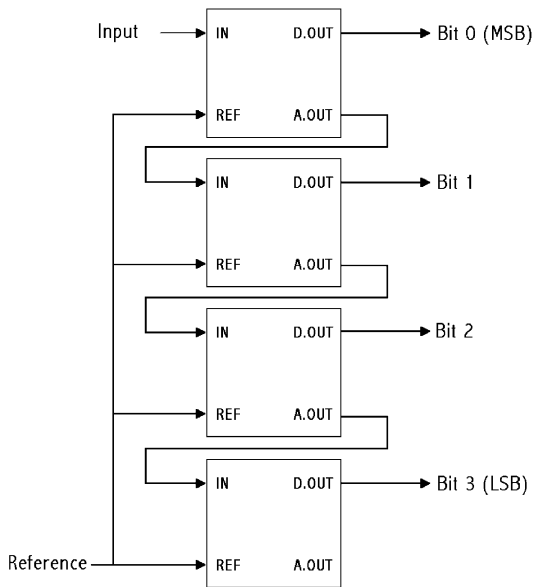 Input IN D.OUT Bit 0 (MSB)
REF A.OUT
IN D.OUT Bit 1
REF A.OUT
IN D.OUT Bit 2
REF A.OUT
IN D.OUT Bit 3 (LSB)
Reference REF A.OUT